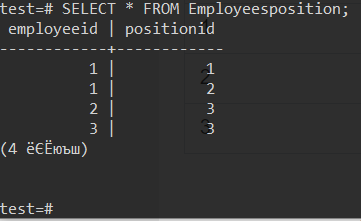 test=# SELECT * FROM Employeesposition;
 employeeid | positionid
------------+------------
          1 |          1
          1 |          2
          2 |          3
          3 |          3
(4 ёЄЁюъш)
test=#